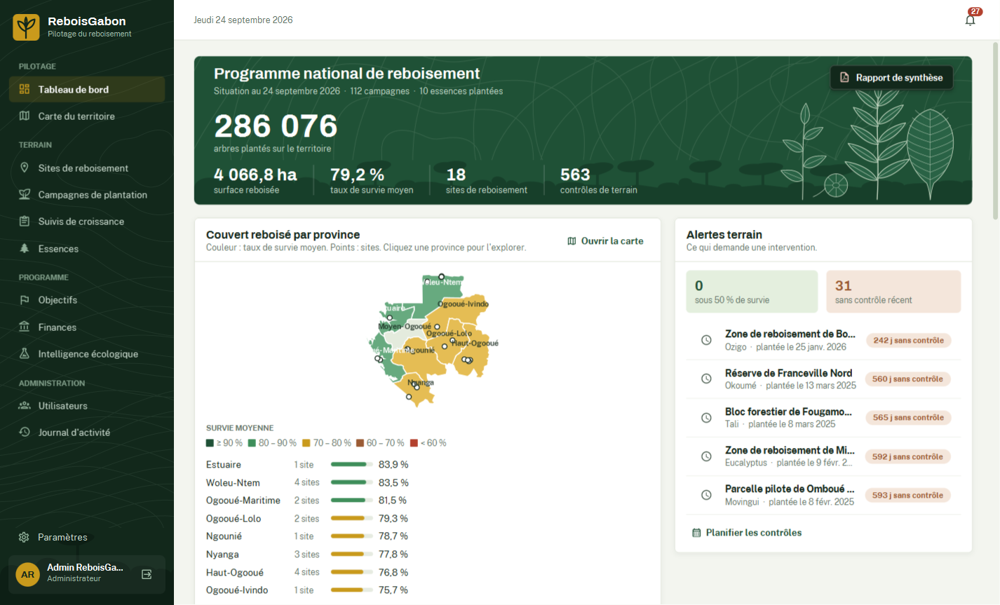 ReboisGabon
Pilotage du reboisement
PILOTAGE
Tableau de bord
Carte du territoire
TERRAIN
Sites de reboisement
Campagnes de plantation
Suivis de croissance
Essences
PROGRAMME
Objectifs
Finances
Intelligence écologique
ADMINISTRATION
Utilisateurs
Journal d'activité
Paramètres
AR
Admin ReboisGa...
Administrateur
Jeudi 24 septembre 2026
27
Programme national de reboisement
Situation au 24 septembre 2026 · 112 campagnes · 10 essences plantées
Rapport de synthèse
286 076
arbres plantés sur le territoire
4 066,8 ha
surface reboisée
79,2 %
taux de survie moyen
18
sites de reboisement
563
contrôles de terrain
Couvert reboisé par province
Couleur : taux de survie moyen. Points : sites. Cliquez une province pour l'explorer.
Ouvrir la carte
Woleu-Ntem
Ogooué-Ivindo
Moyen-Ogooué
Ogooué-Lolo
Haut-Ogooué
Nyanga
SURVIE MOYENNE
≥ 90 % 80 – 90 % 70 – 80 % 60 – 70 % < 60 %
Estuaire 1 site 83,9 %
Woleu-Ntem 4 sites 83,5 %
Ogooué-Maritime 2 sites 81,5 %
Ogooué-Lolo 2 sites 79,3 %
Ngounié 1 site 78,7 %
Nyanga 3 sites 77,8 %
Haut-Ogooué 4 sites 76,8 %
Ogooué-Ivindo 1 site 75,7 %
Alertes terrain
Ce qui demande une intervention.
0
sous 50 % de survie
31
sans contrôle récent
Zone de reboisement de Bo...
Ozigo · plantée le 25 janv. 2026
242 j sans contrôle
Réserve de Franceville Nord
Okoumé · plantée le 13 mars 2025
560 j sans contrôle
Bloc forestier de Fougamo...
Tali · plantée le 8 mars 2025
565 j sans contrôle
Zone de reboisement de Mi...
Eucalyptus · plantée le 9 févr. 2...
592 j sans contrôle
Parcelle pilote de Omboué ...
Movingui · plantée le 8 févr. 2025
593 j sans contrôle
Planifier les contrôles